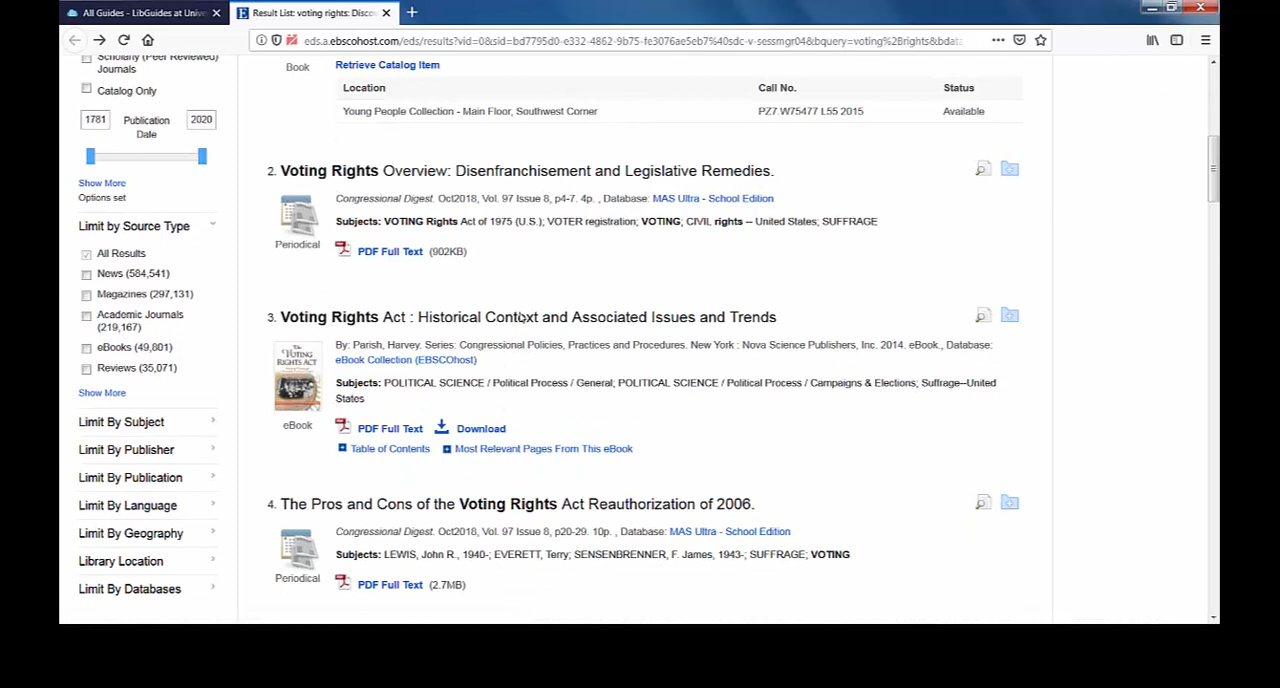 All Guides - LibGuides at Unive
Result List: voting rights: Disco
eds.a.ebscohost.com/eds/results?vid=0&sid=bd7795d0-e332-4862-9b75-fe3076ae5eb7%40sdc-v-sessmgr04&bquery=voting%2Brights&bdata
Scholarly (Peer Reviewed)
Journals
Catalog Only
1781
Publication
Date
2020
Show More
Options set
Limit by Source Type
All Results
News (584,541)
Magazines (297,131)
Academic Journals
(219,167)
eBooks (49,801)
Reviews (35,071)
Show More
Limit By Subject
Limit By Publisher
Limit By Publication
Limit By Language
Limit By Geography
Library Location
Limit By Databases
Book
Retrieve Catalog Item
Location Call No. Status
Young People Collection - Main Floor, Southwest Corner PZ7.W75477 L55 2015 Available
2. Voting Rights Overview: Disenfranchisement and Legislative Remedies.
Congressional Digest. Oct2018, Vol. 97 Issue 8, p4-7. 4p. , Database: MAS Ultra - School Edition
Subjects: VOTING Rights Act of 1975 (U.S.); VOTER registration; VOTING; CIVIL rights -- United States; SUFFRAGE
Periodical
PDF Full Text (902KB)
3. Voting Rights Act : Historical Context and Associated Issues and Trends
By: Parish, Harvey. Series: Congressional Policies, Practices and Procedures. New York : Nova Science Publishers, Inc. 2014. eBook., Database:
eBook Collection (EBSCOhost)
The
VOTING
RIGHTS ACT
Subjects: POLITICAL SCIENCE / Political Process / General; POLITICAL SCIENCE / Political Process / Campaigns & Elections; Suffrage--United
States
eBook
PDF Full Text Download
Table of Contents Most Relevant Pages From This eBook
4. The Pros and Cons of the Voting Rights Act Reauthorization of 2006.
Congressional Digest. Oct2018, Vol. 97 Issue 8, p20-29. 10p. , Database: MAS Ultra - School Edition
Subjects: LEWIS, John R., 1940-; EVERETT, Terry; SENSENBRENNER, F. James, 1943-; SUFFRAGE; VOTING
Periodical
PDF Full Text (2.7MB)